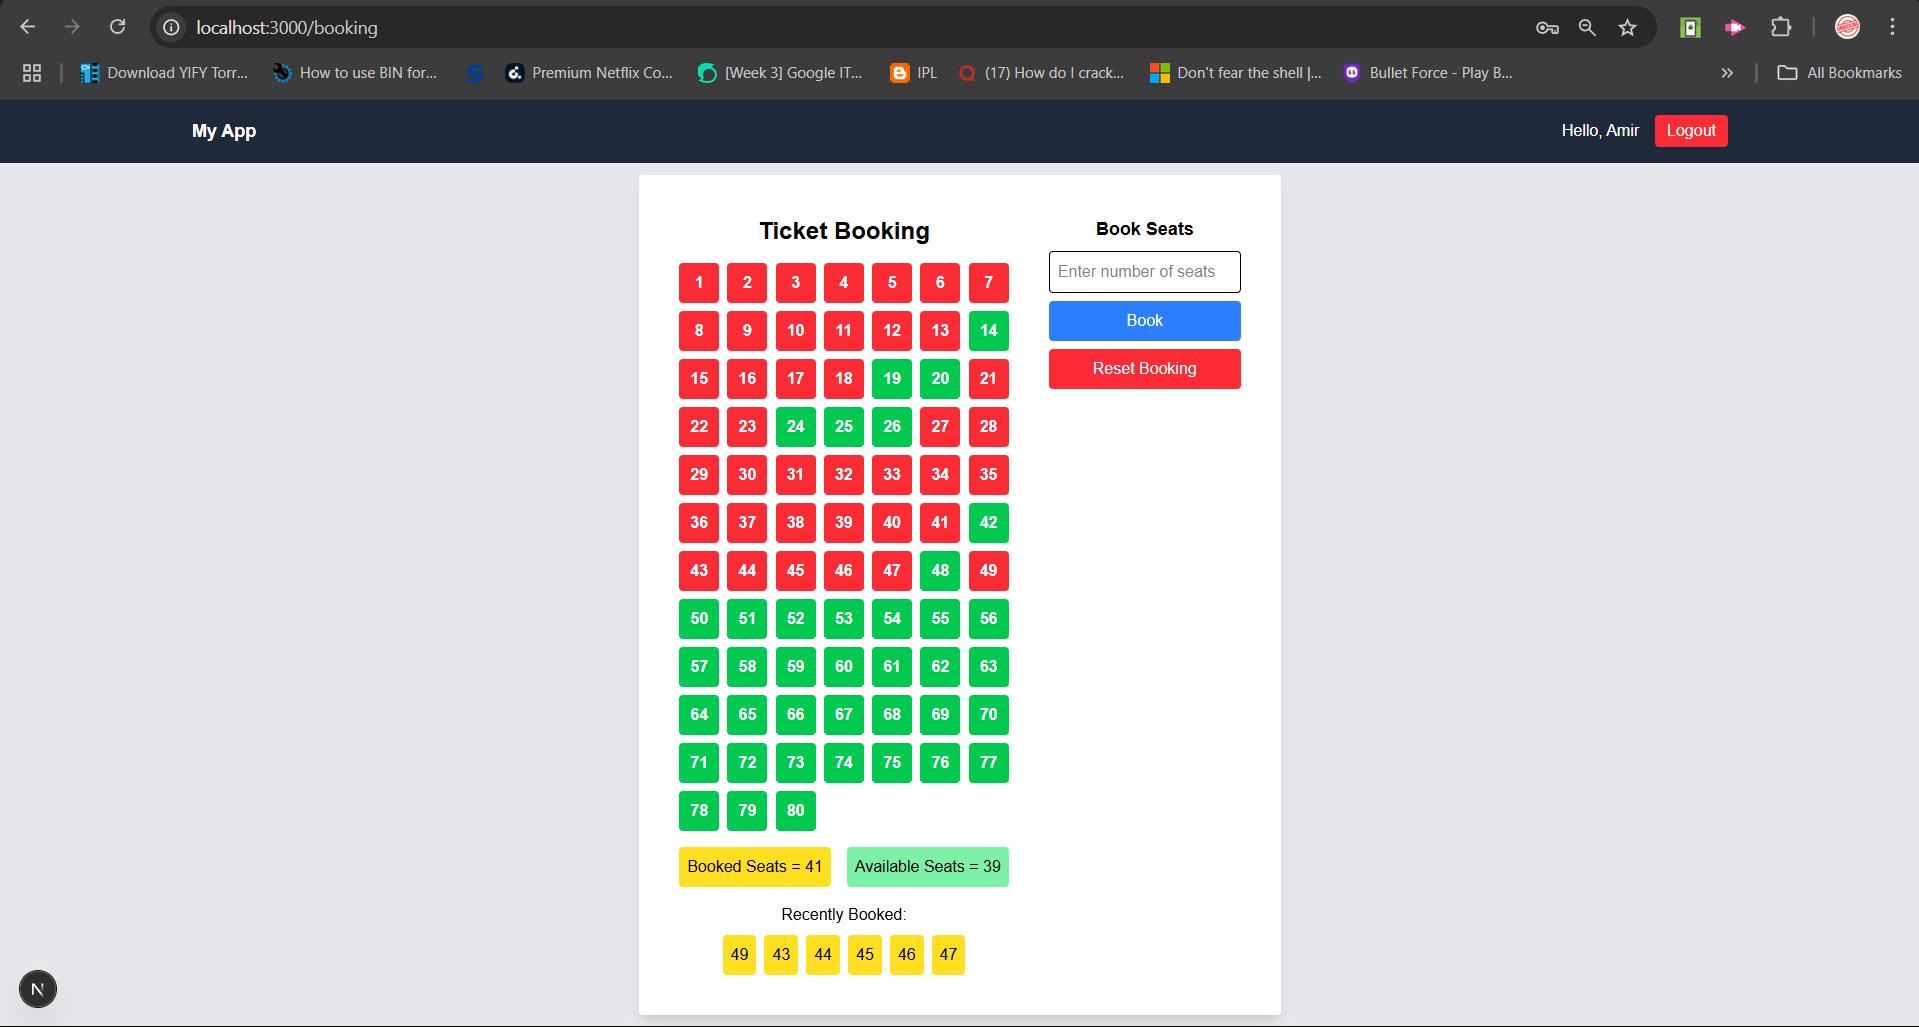 localhost:3000/booking
Download YIFY Torr... How to use BIN for... Premium Netflix Co... [Week 3] Google IT... IPL (17) How do I crack... Don't fear the shell |... Bullet Force - Play B... » All Bookmarks
My App Hello, Amir Logout
Ticket Booking
1 2 3 4 5 6 7
8 9 10 11 12 13 14
15 16 17 18 19 20 21
22 23 24 25 26 27 28
29 30 31 32 33 34 35
36 37 38 39 40 41 42
43 44 45 46 47 48 49
50 51 52 53 54 55 56
57 58 59 60 61 62 63
64 65 66 67 68 69 70
71 72 73 74 75 76 77
78 79 80
Booked Seats = 41 Available Seats = 39
Recently Booked:
49 43 44 45 46 47
Book Seats
Enter number of seats
Book
Reset Booking
N